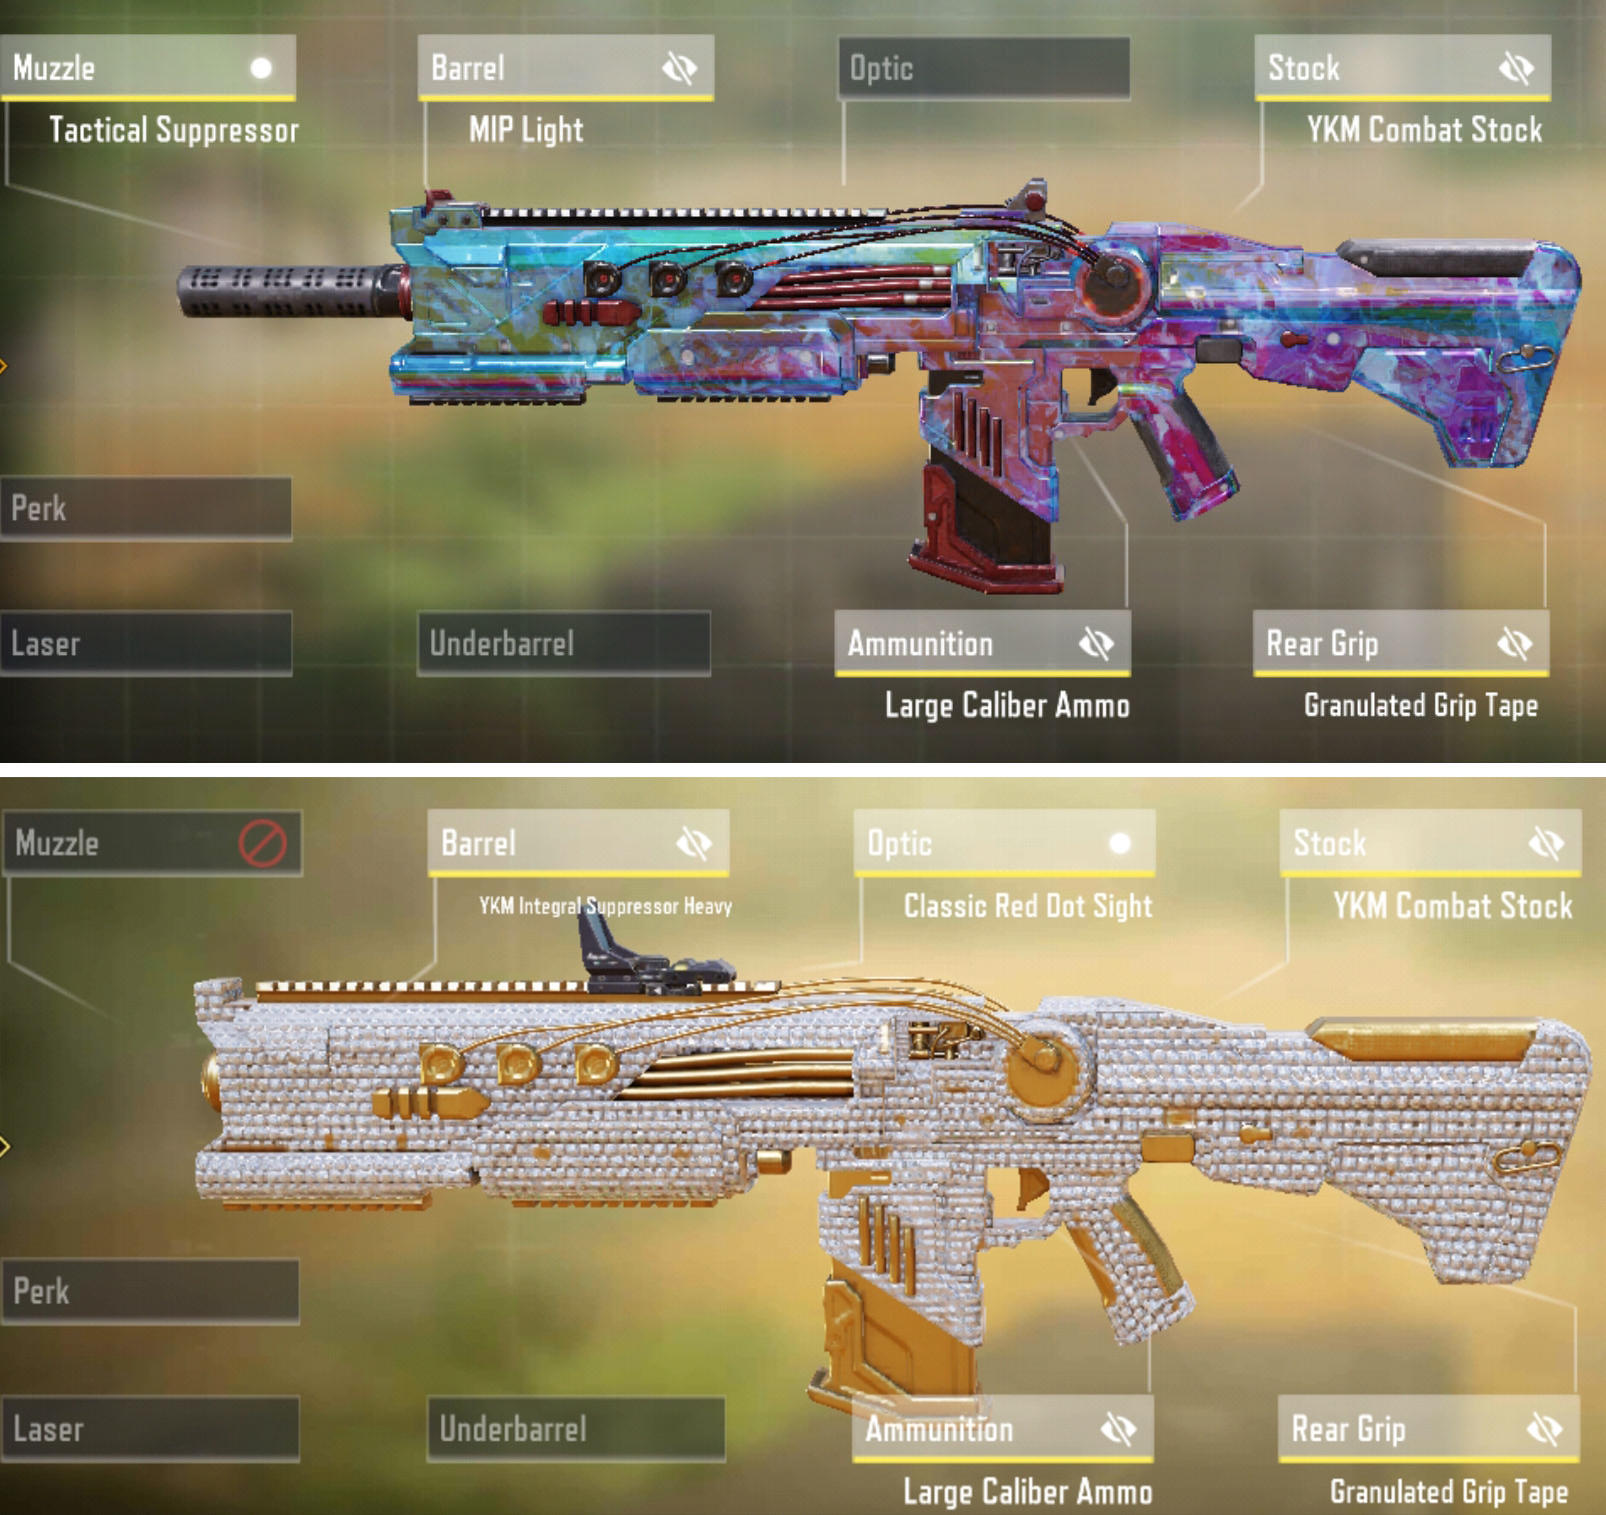 Muzzle
Barrel
Optic
Stock
Tactical Suppressor
MIP Light
YKM Combat Stock
Perk
Laser
Underbarrel
Ammunition
Rear Grip
Large Caliber Ammo
Granulated Grip Tape
Muzzle
Barrel
Optic
Stock
YKM Integral Suppressor Heavy
Classic Red Dot Sight
YKM Combat Stock
Perk
Laser
Underbarrel
Ammunition
Rear Grip
Large Caliber Ammo
Granulated Grip Tape